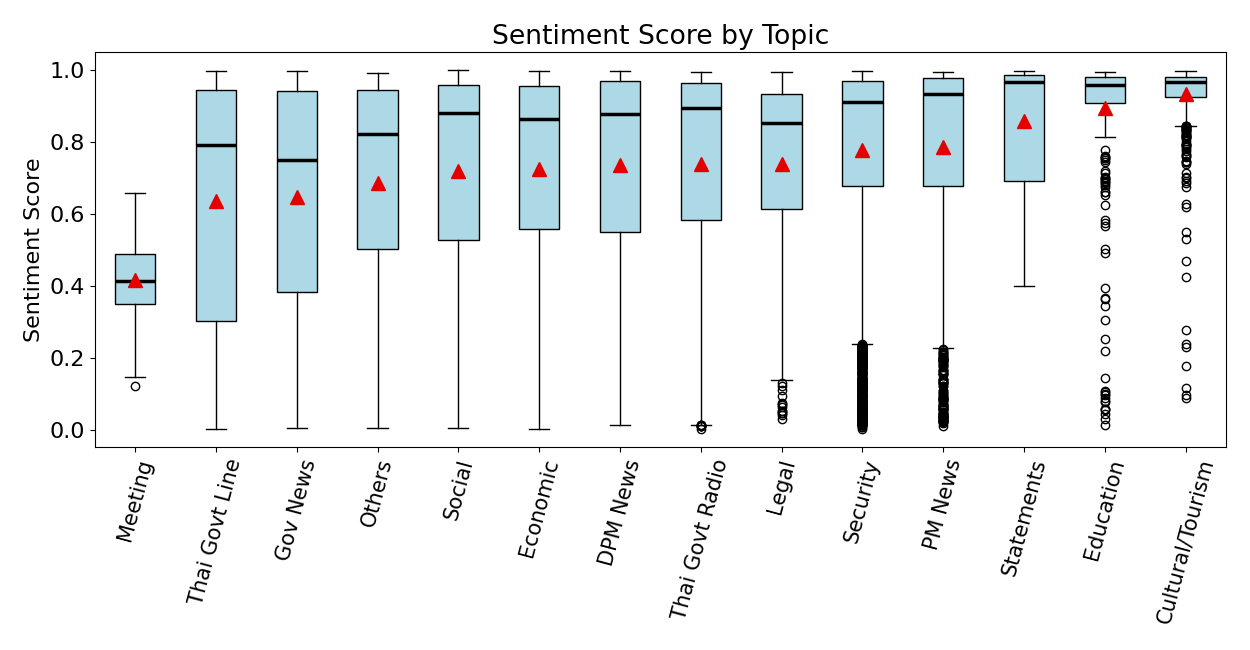 Sentiment Score by Topic
Sentiment Score
1.0
0.8
0.6
0.4
0.2
0.0
Meeting
Thai Govt Line
Gov News
Others
Social
Economic
DPM News
Thai Govt Radio
Legal
Security
PM News
Statements
Education
Cultural/Tourism